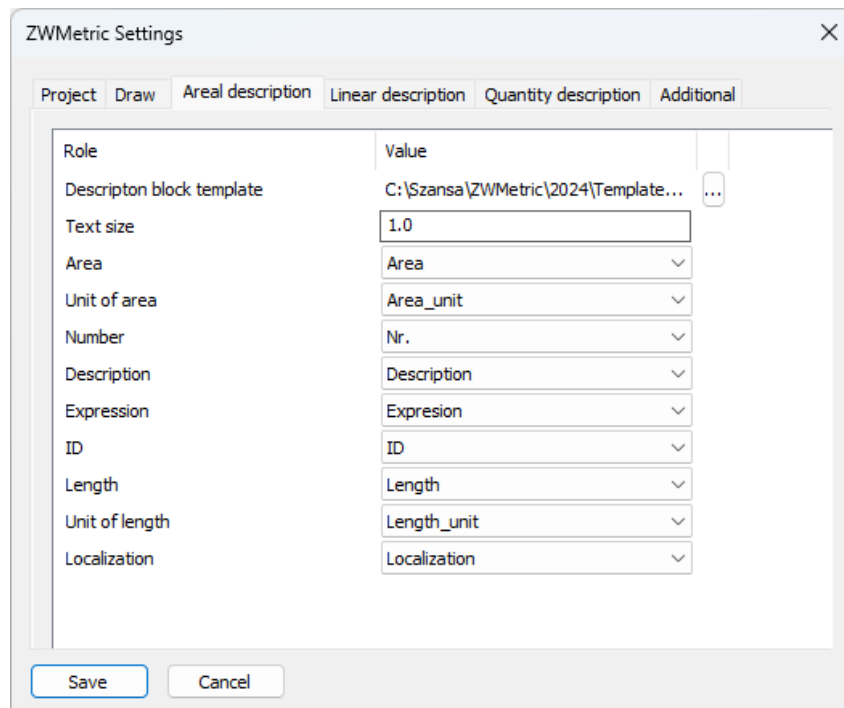 ZWMetric Settings
Project Draw Areal description Linear description Quantity description Additional
Role Value
Descripton block template C:\Szansa\ZWMetric\2024\Template... ...
Text size 1.0
Area Area
Unit of area Area_unit
Number Nr.
Description Description
Expression Expresion
ID ID
Length Length
Unit of length Length_unit
Localization Localization
Save Cancel